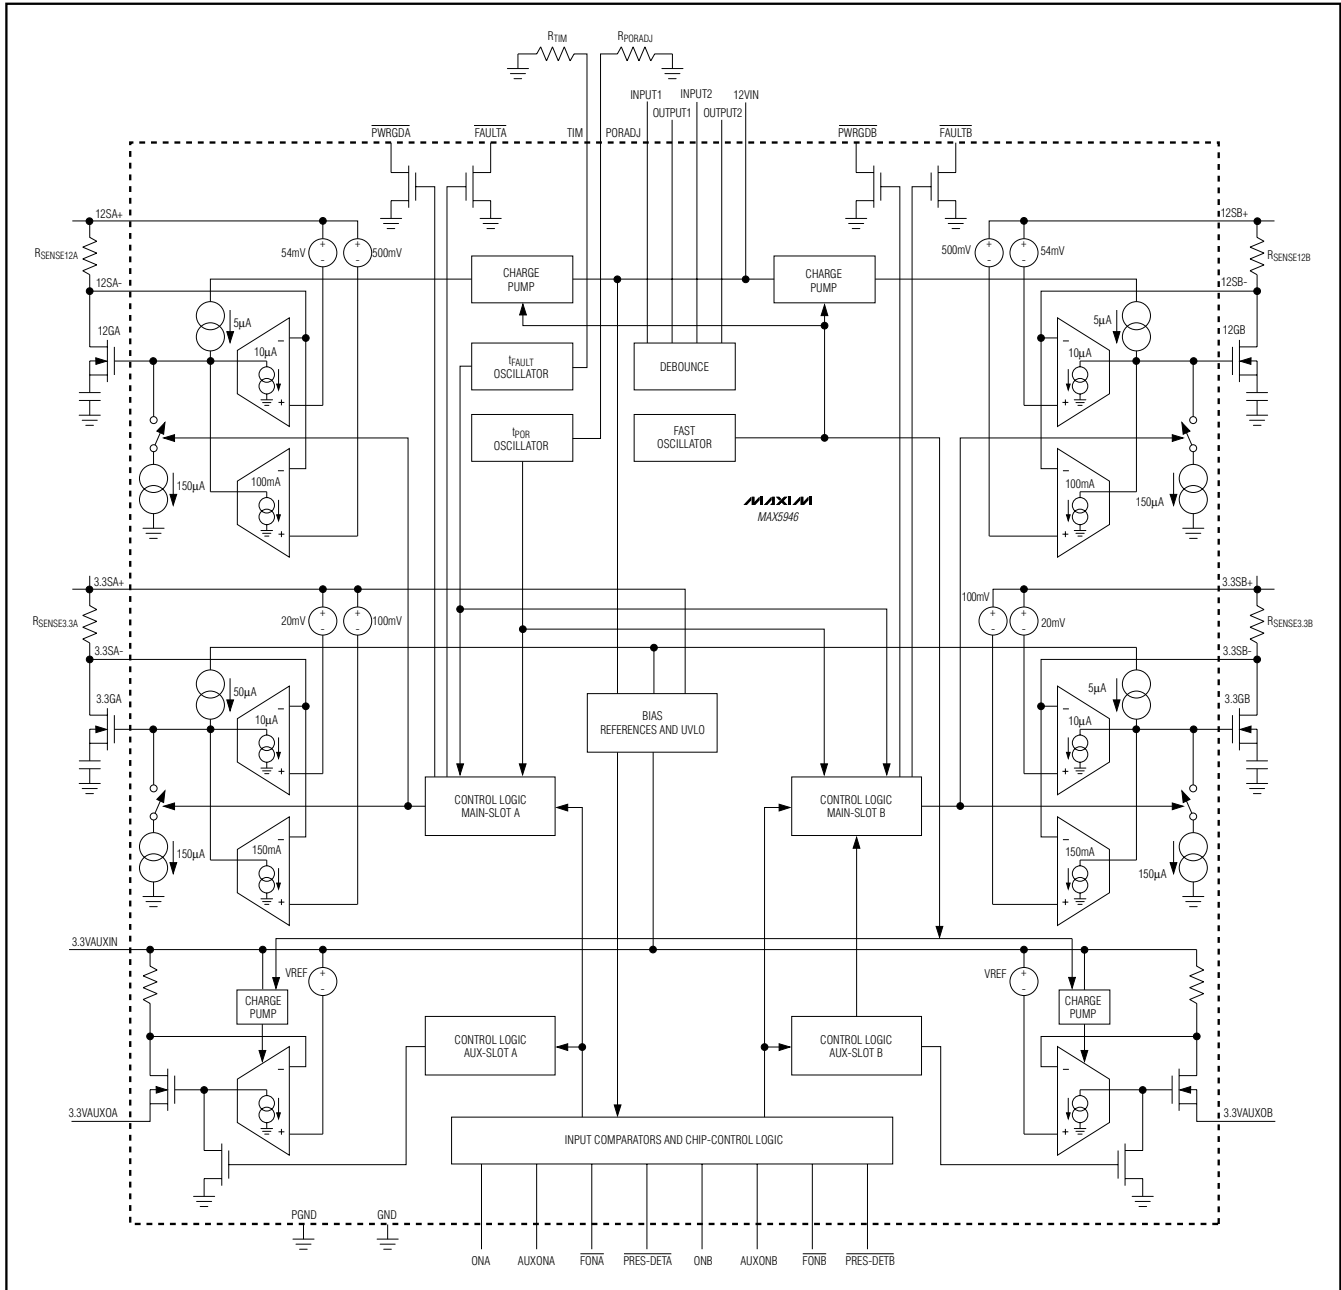 RTIM
RPORADJ
INPUT1
INPUT2
12VIN
OUTPUT1
OUTPUT2
PWRGDA
FAULTA
TIM
PORADJ
PWRGDB
FAULTB
12SA+
RSENSE12A
12SA-
12GA
54mV
500mV
5µA
10µA
100mA
150µA
CHARGE
PUMP
tFAULT
OSCILLATOR
tPOR
OSCILLATOR
DEBOUNCE
FAST
OSCILLATOR
CHARGE
PUMP
MAXIM
MAX5946
12SB+
RSENSE12B
12SB-
12GB
500mV
54mV
5µA
10µA
100mA
150µA
3.3SA+
RSENSE3.3A
3.3SA-
3.3GA
20mV
100mV
50µA
10µA
150mA
150µA
BIAS
REFERENCES AND UVLO
CONTROL LOGIC
MAIN-SLOT A
CONTROL LOGIC
MAIN-SLOT B
3.3SB+
RSENSE3.3B
3.3SB-
3.3GB
100mV
20mV
5µA
10µA
150mA
150µA
3.3VAUXIN
VREF
CHARGE
PUMP
CONTROL LOGIC
AUX-SLOT A
CONTROL LOGIC
AUX-SLOT B
VREF
CHARGE
PUMP
3.3VAUXOA
3.3VAUXOB
INPUT COMPARATORS AND CHIP-CONTROL LOGIC
PGND
GND
ONA
AUXONA
FONA
PRES-DETA
ONB
AUXONB
FONB
PRES-DETB